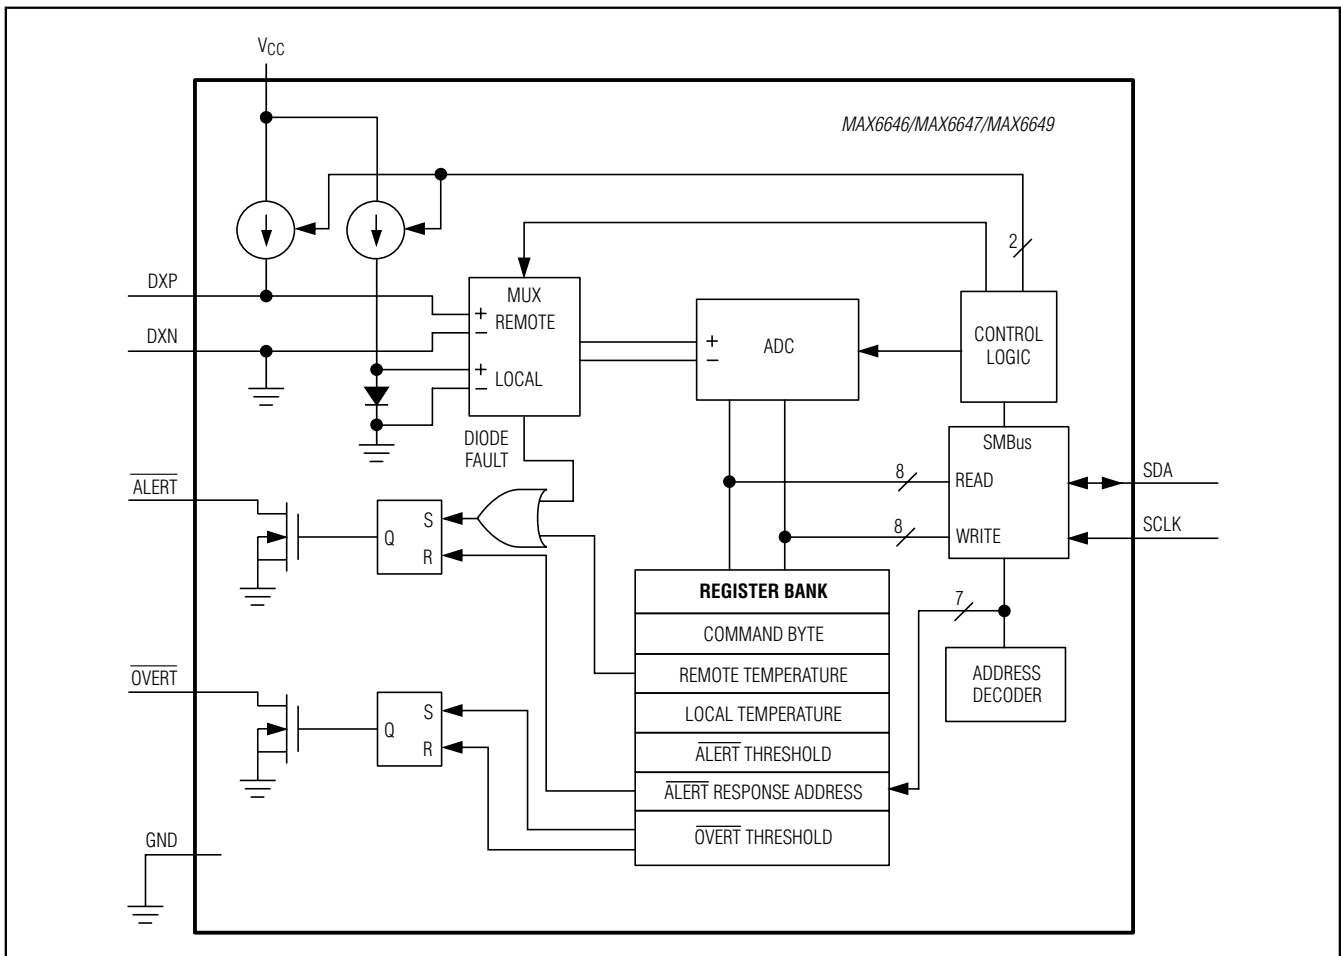 VCC
MAX6646/MAX6647/MAX6649
2
DXP
MUX
+
REMOTE
−
DXN
+
LOCAL
−
+
ADC
−
CONTROL
LOGIC
DIODE
FAULT
SMBus
8
READ
SDA
8
WRITE
SCLK
ALERT
S
Q
R
REGISTER BANK
COMMAND BYTE
REMOTE TEMPERATURE
LOCAL TEMPERATURE
ALERT THRESHOLD
ALERT RESPONSE ADDRESS
OVERT THRESHOLD
7
ADDRESS
DECODER
OVERT
S
Q
R
GND